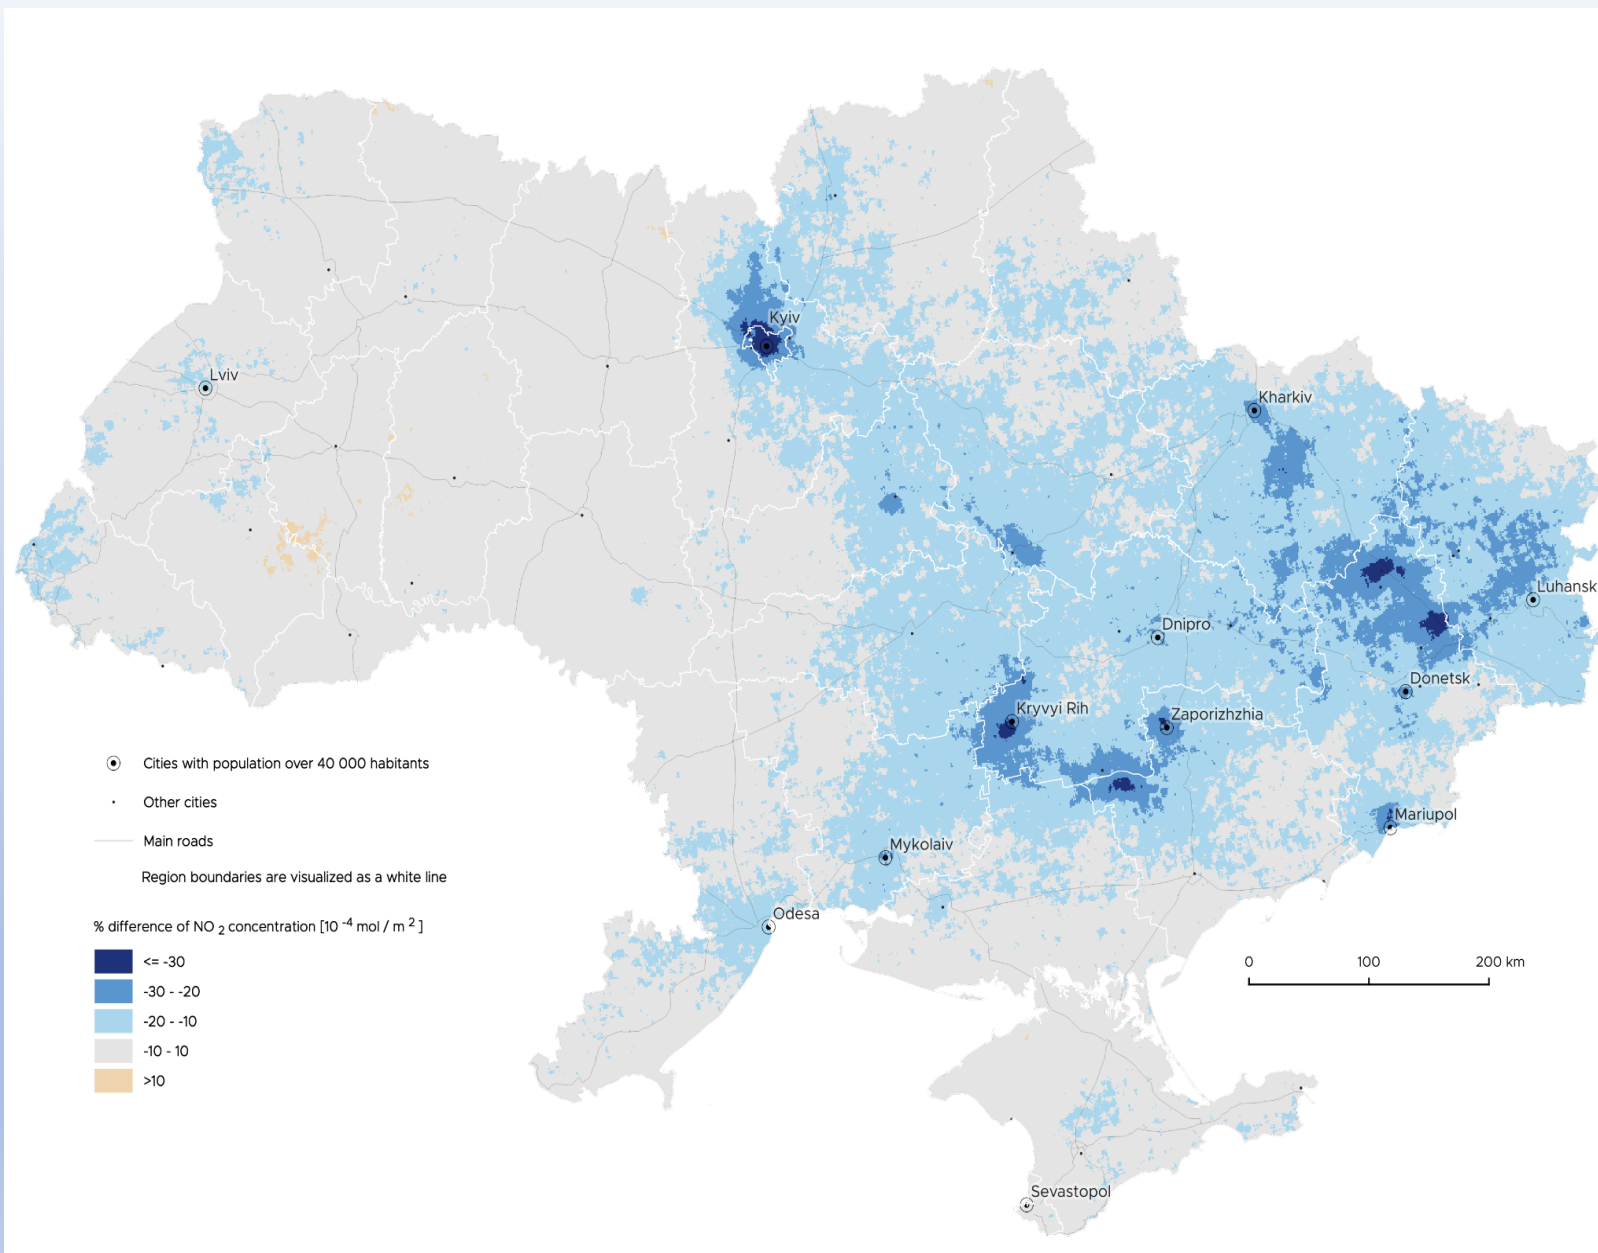 Kyiv
Lviv
Kharkiv
Luhansk
Dnipro
Donetsk
Kryvyi Rih
Zaporizhzhia
Cities with population over 40 000 habitants
Other cities
Mariupol
Main roads
Mykolaiv
Region boundaries are visualized as a white line
Odesa
% difference of NO 2 concentration [10 -4 mol / m 2 ]
0 100 200 km
<= -30
-30 - -20
-20 - -10
-10 - 10
>10
Sevastopol